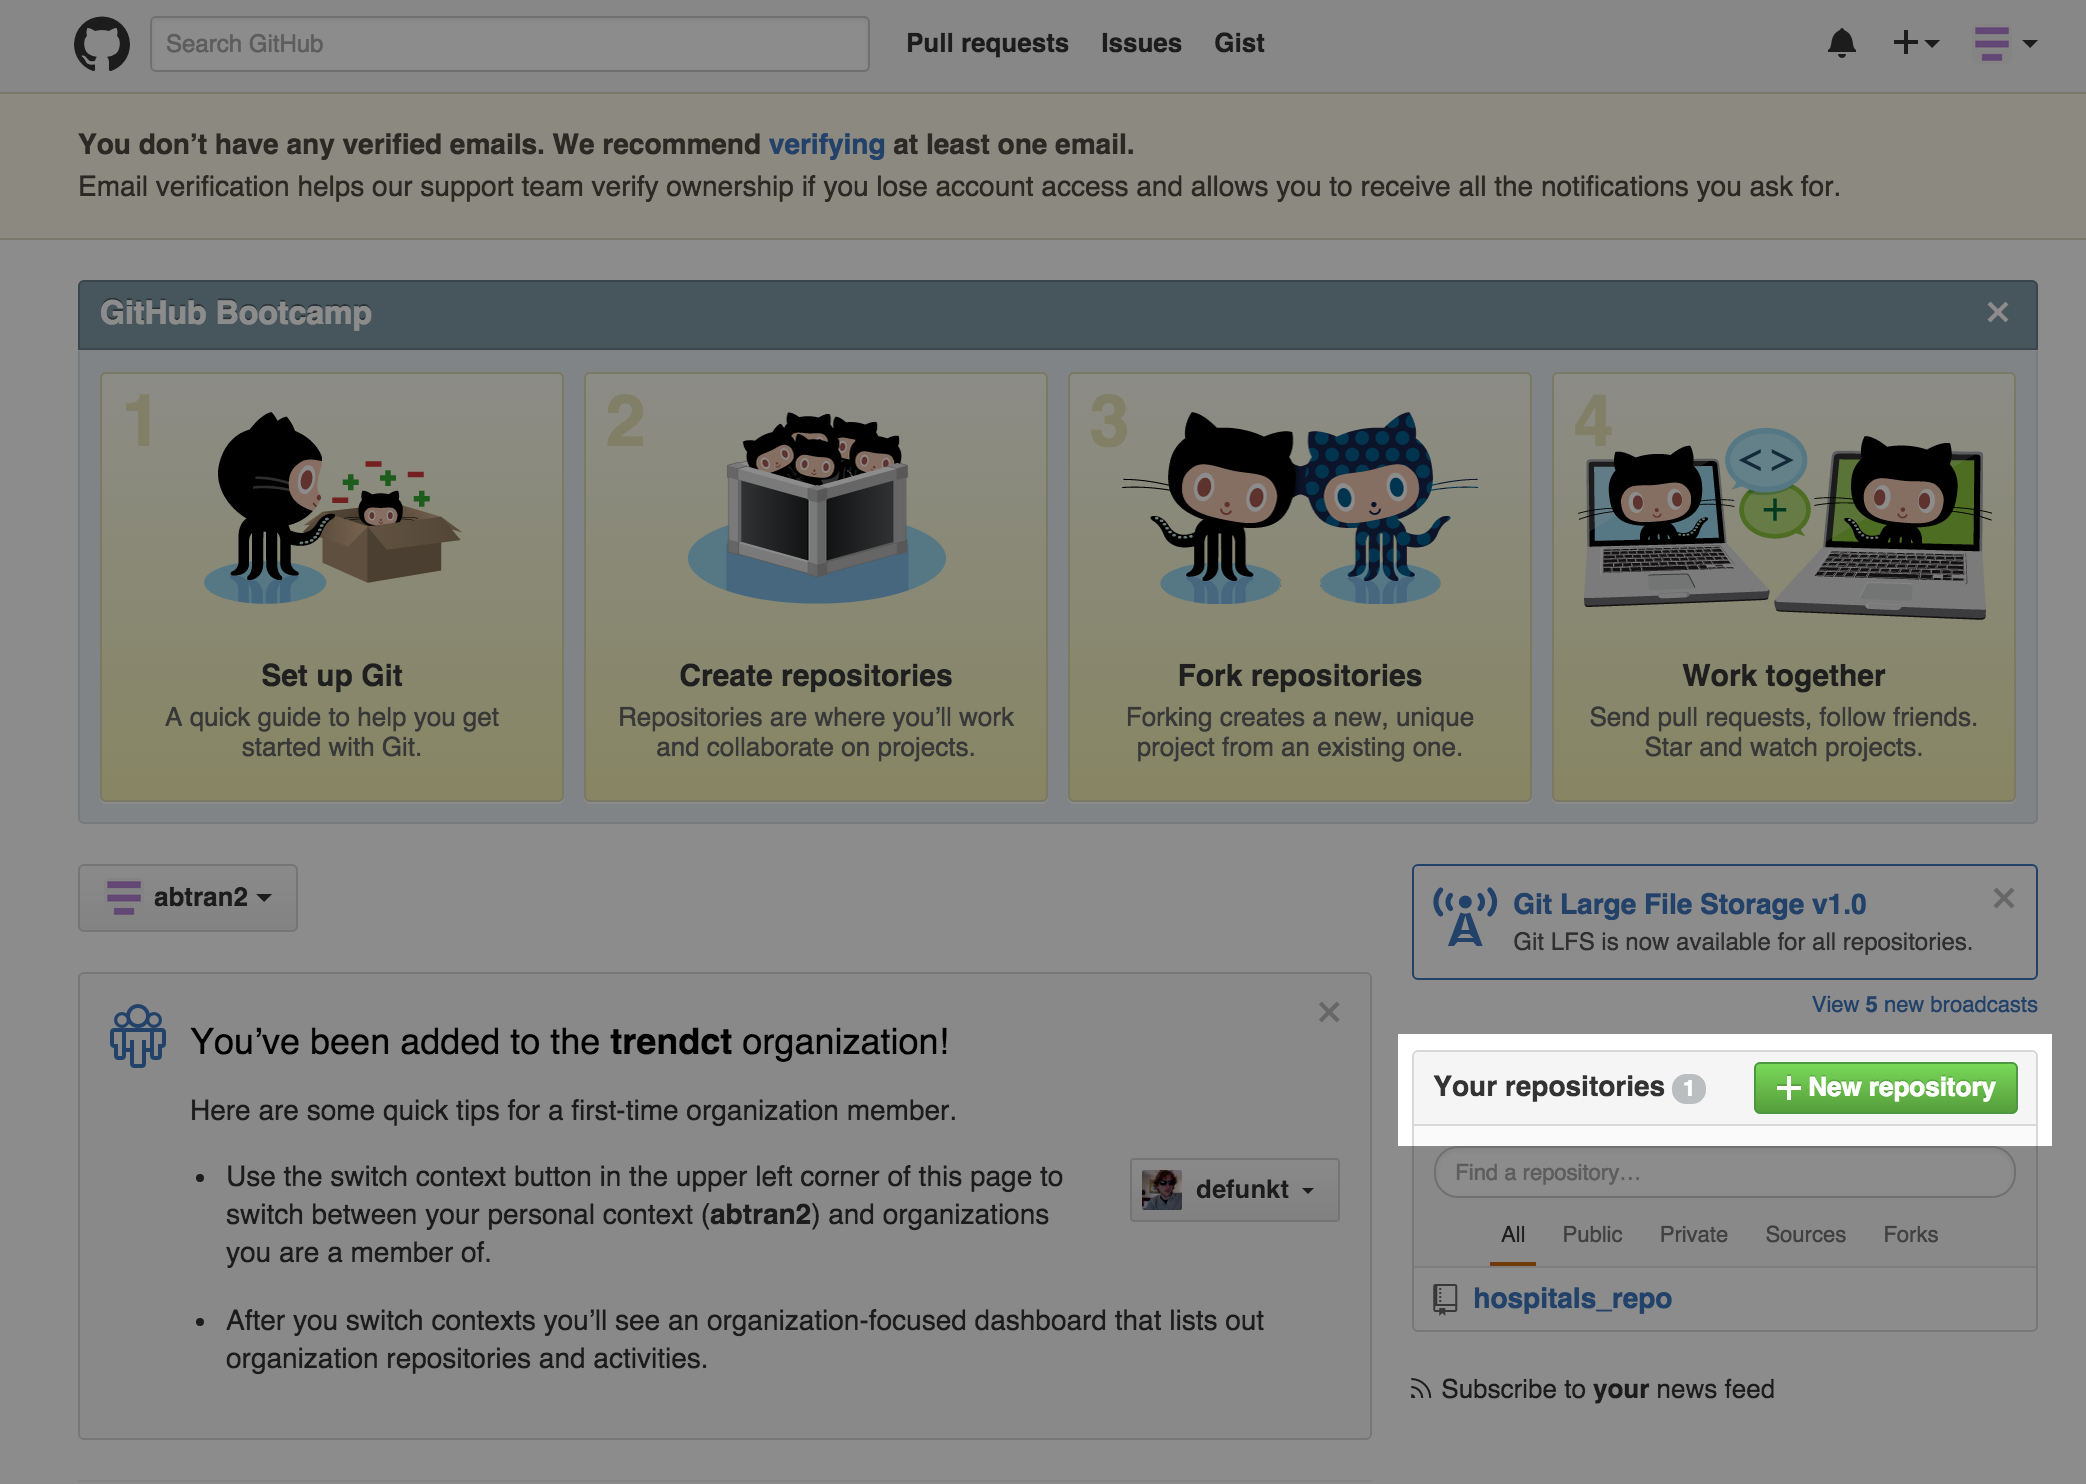 Search GitHub
Pull requests
Issues
Gist
You don’t have any verified emails. We recommend verifying at least one email.
Email verification helps our support team verify ownership if you lose account access and allows you to receive all the notifications you ask for.
GitHub Bootcamp
1
Set up Git
A quick guide to help you get
started with Git.
2
Create repositories
Repositories are where you’ll work
and collaborate on projects.
3
Fork repositories
Forking creates a new, unique
project from an existing one.
4
Work together
Send pull requests, follow friends.
Star and watch projects.
abtran2
You’ve been added to the trendct organization!
Here are some quick tips for a first-time organization member.
• Use the switch context button in the upper left corner of this page to
switch between your personal context (abtran2) and organizations
you are a member of.
defunkt
• After you switch contexts you’ll see an organization-focused dashboard that lists out
organization repositories and activities.
Git Large File Storage v1.0
Git LFS is now available for all repositories.
View 5 new broadcasts
Your repositories 1
New repository
Find a repository…
All
Public
Private
Sources
Forks
hospitals_repo
Subscribe to your news feed